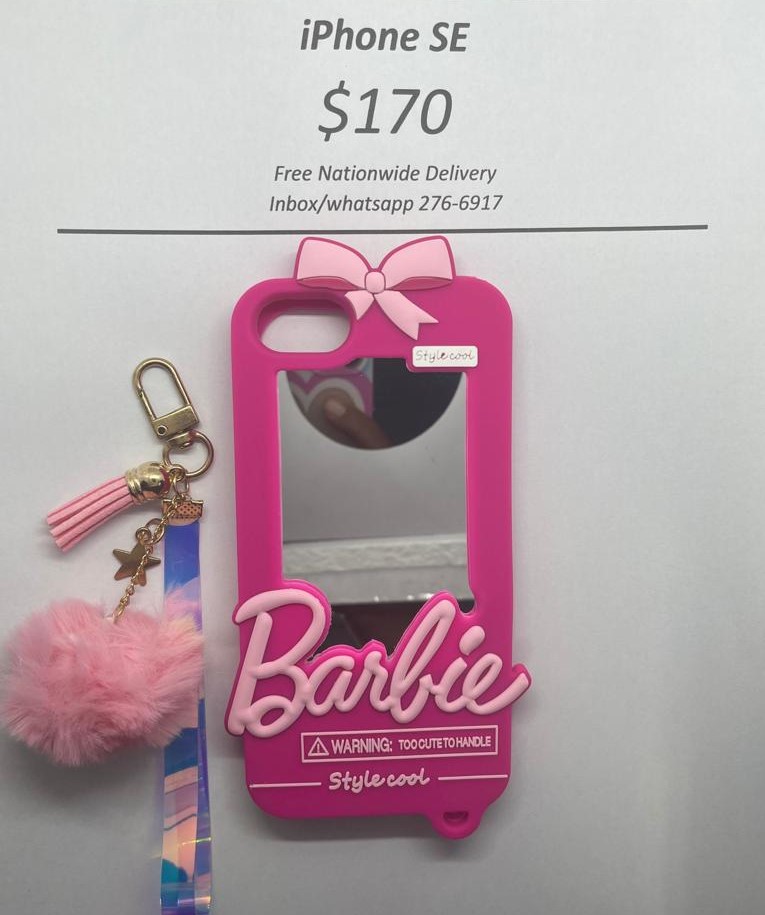 iPhone SE
$170
Free Nationwide Delivery
Inbox/whatsapp 276-6917
Style cool
Barbie
WARNING: TOO CUTE TO HANDLE
Style cool